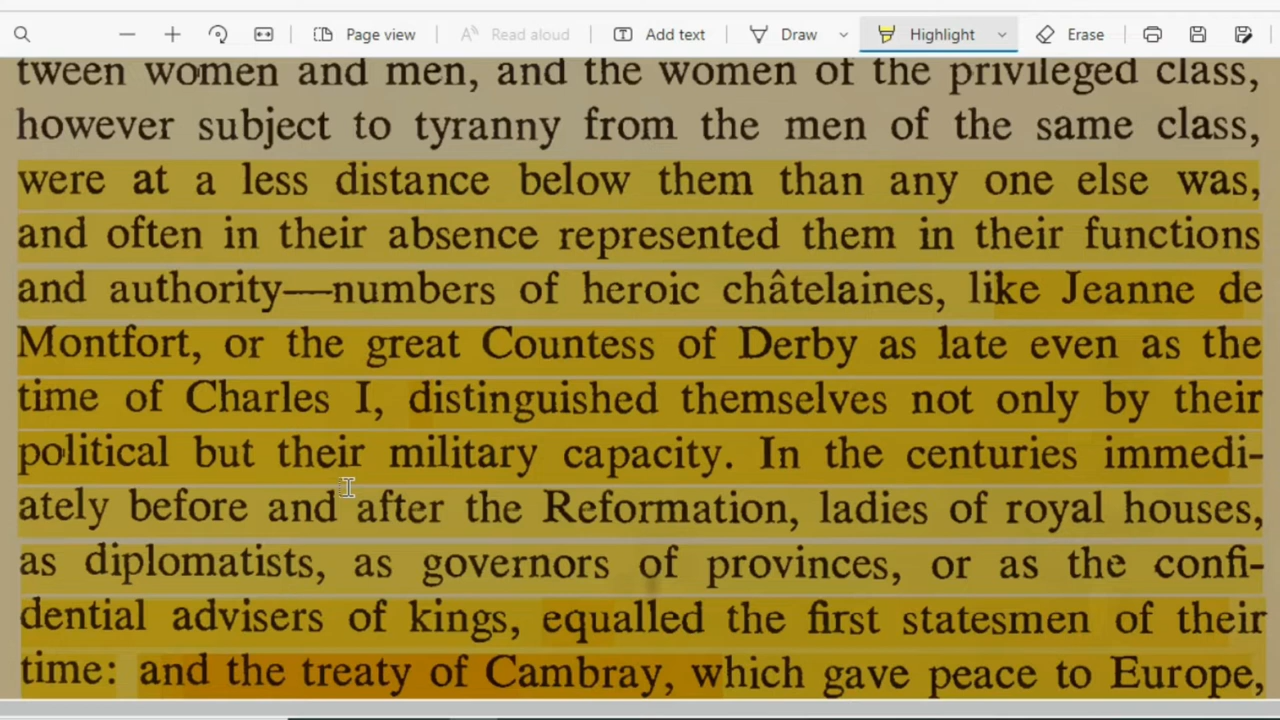 Page view
Read aloud
Add text
Draw
Highlight
Erase
tween women and men, and the women of the privileged class,
however subject to tyranny from the men of the same class,
were at a less distance below them than any one else was,
and often in their absence represented them in their functions
and authority—numbers of heroic châtelaines, like Jeanne de
Montfort, or the great Countess of Derby as late even as the
time of Charles I, distinguished themselves not only by their
political but their military capacity. In the centuries immedi-
ately before and after the Reformation, ladies of royal houses,
as diplomatists, as governors of provinces, or as the confi-
dential advisers of kings, equalled the first statesmen of their
time: and the treaty of Cambray, which gave peace to Europe,